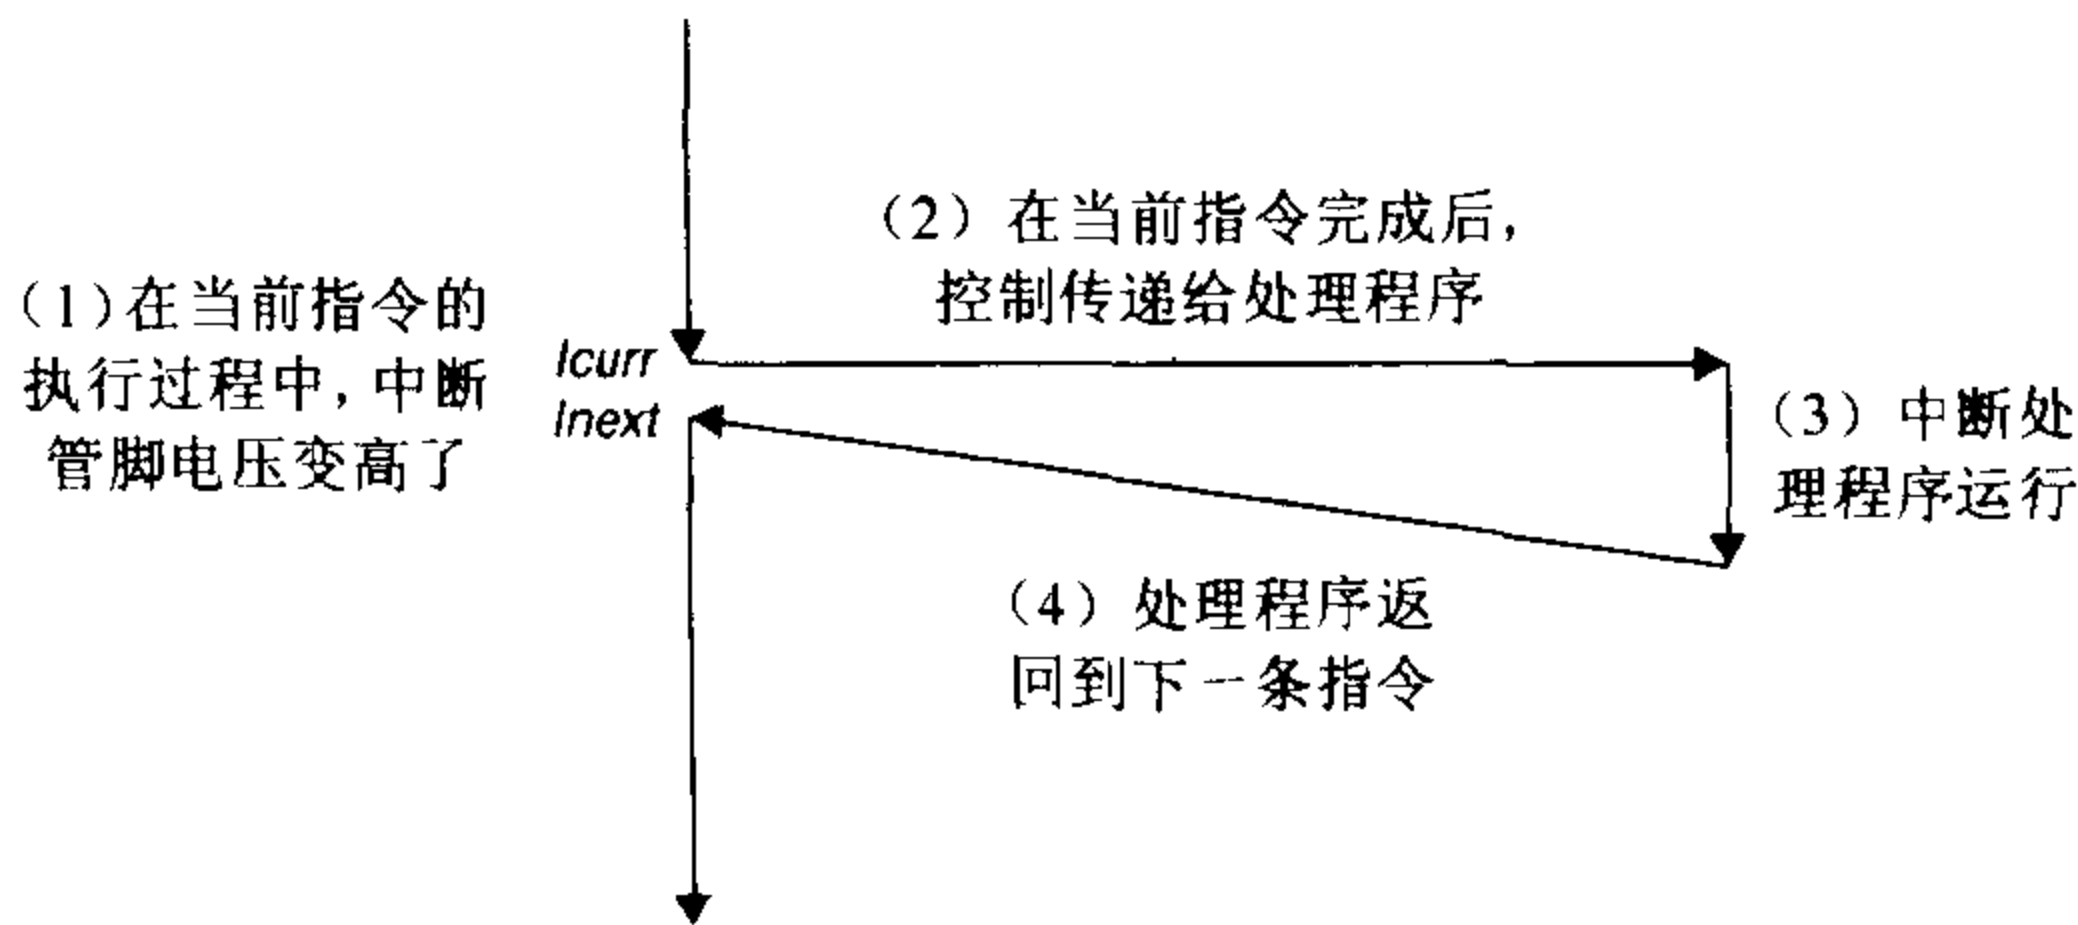 (1)在当前指令的
执行过程中,中断
管脚电压变高了
Icurr
Inext
(2)在当前指令完成后,
控制传递给处理程序
(3)中断处
理程序运行
(4)处理程序返
回到下一条指令